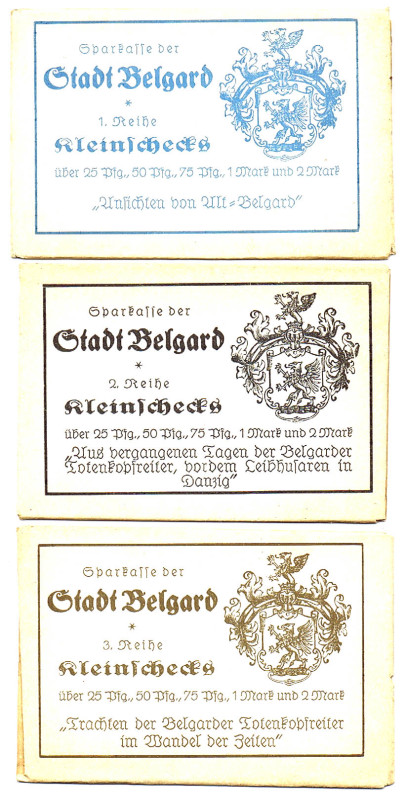 Sparkasse der
Stadt Belgard
*
1. Reihe
Kleinschecks
über 25 Pfg., 50 Pfg., 75 Pfg., 1 Mark und 2 Mark
„Ansichten von Alt=Belgard"
Sparkasse der
Stadt Belgard
*
2. Reihe
Kleinschecks
über 25 Pfg., 50 Pfg., 75 Pfg., 1 Mark und 2 Mark
„Aus vergangenen Tagen der Belgarder
Totenkopfreiter, vordem Leibhusaren in
Danzig"
Sparkasse der
Stadt Belgard
*
3. Reihe
Kleinschecks
über 25 Pfg., 50 Pfg., 75 Pfg., 1 Mark und 2 Mark
„Trachten der Belgarder Totenkopfreiter
im Wandel der Zeiten"